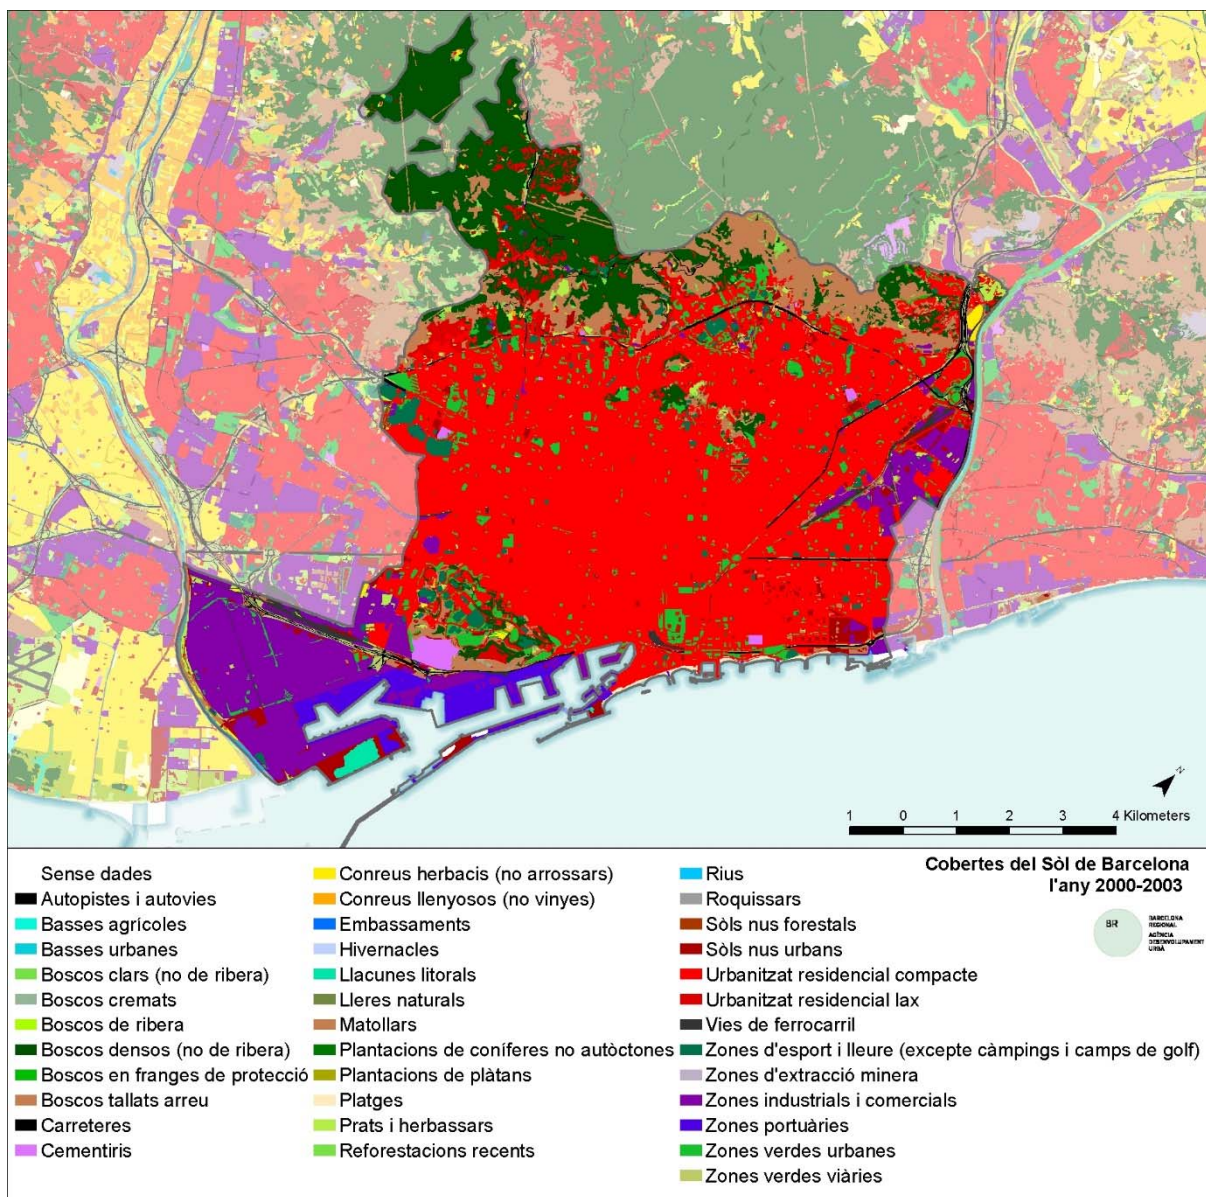 N
1 0 1 2 3 4 Kilometers
Cobertes del Sòl de Barcelona
l'any 2000-2003
BR
BARCELONA
REGIONAL
AGÈNCIA
DESENVOLUPAMENT
URBÀ
Sense dades
Autopistes i autovies
Basses agrícoles
Basses urbanes
Boscos clars (no de ribera)
Boscos cremats
Boscos de ribera
Boscos densos (no de ribera)
Boscos en franges de protecció
Boscos tallats arreu
Carreteres
Cementiris
Conreus herbacis (no arrossars)
Conreus llenyosos (no vinyes)
Embassaments
Hivernacles
Llacunes litorals
Lleres naturals
Matollars
Plantacions de coníferes no autòctones
Plantacions de plàtans
Platges
Prats i herbassars
Reforestacions recents
Rius
Roquissars
Sòls nus forestals
Sòls nus urbans
Urbanitzat residencial compacte
Urbanitzat residencial lax
Vies de ferrocarril
Zones d'esport i lleure (excepte càmpings i camps de golf)
Zones d'extracció minera
Zones industrials i comercials
Zones portuàries
Zones verdes urbanes
Zones verdes viàries